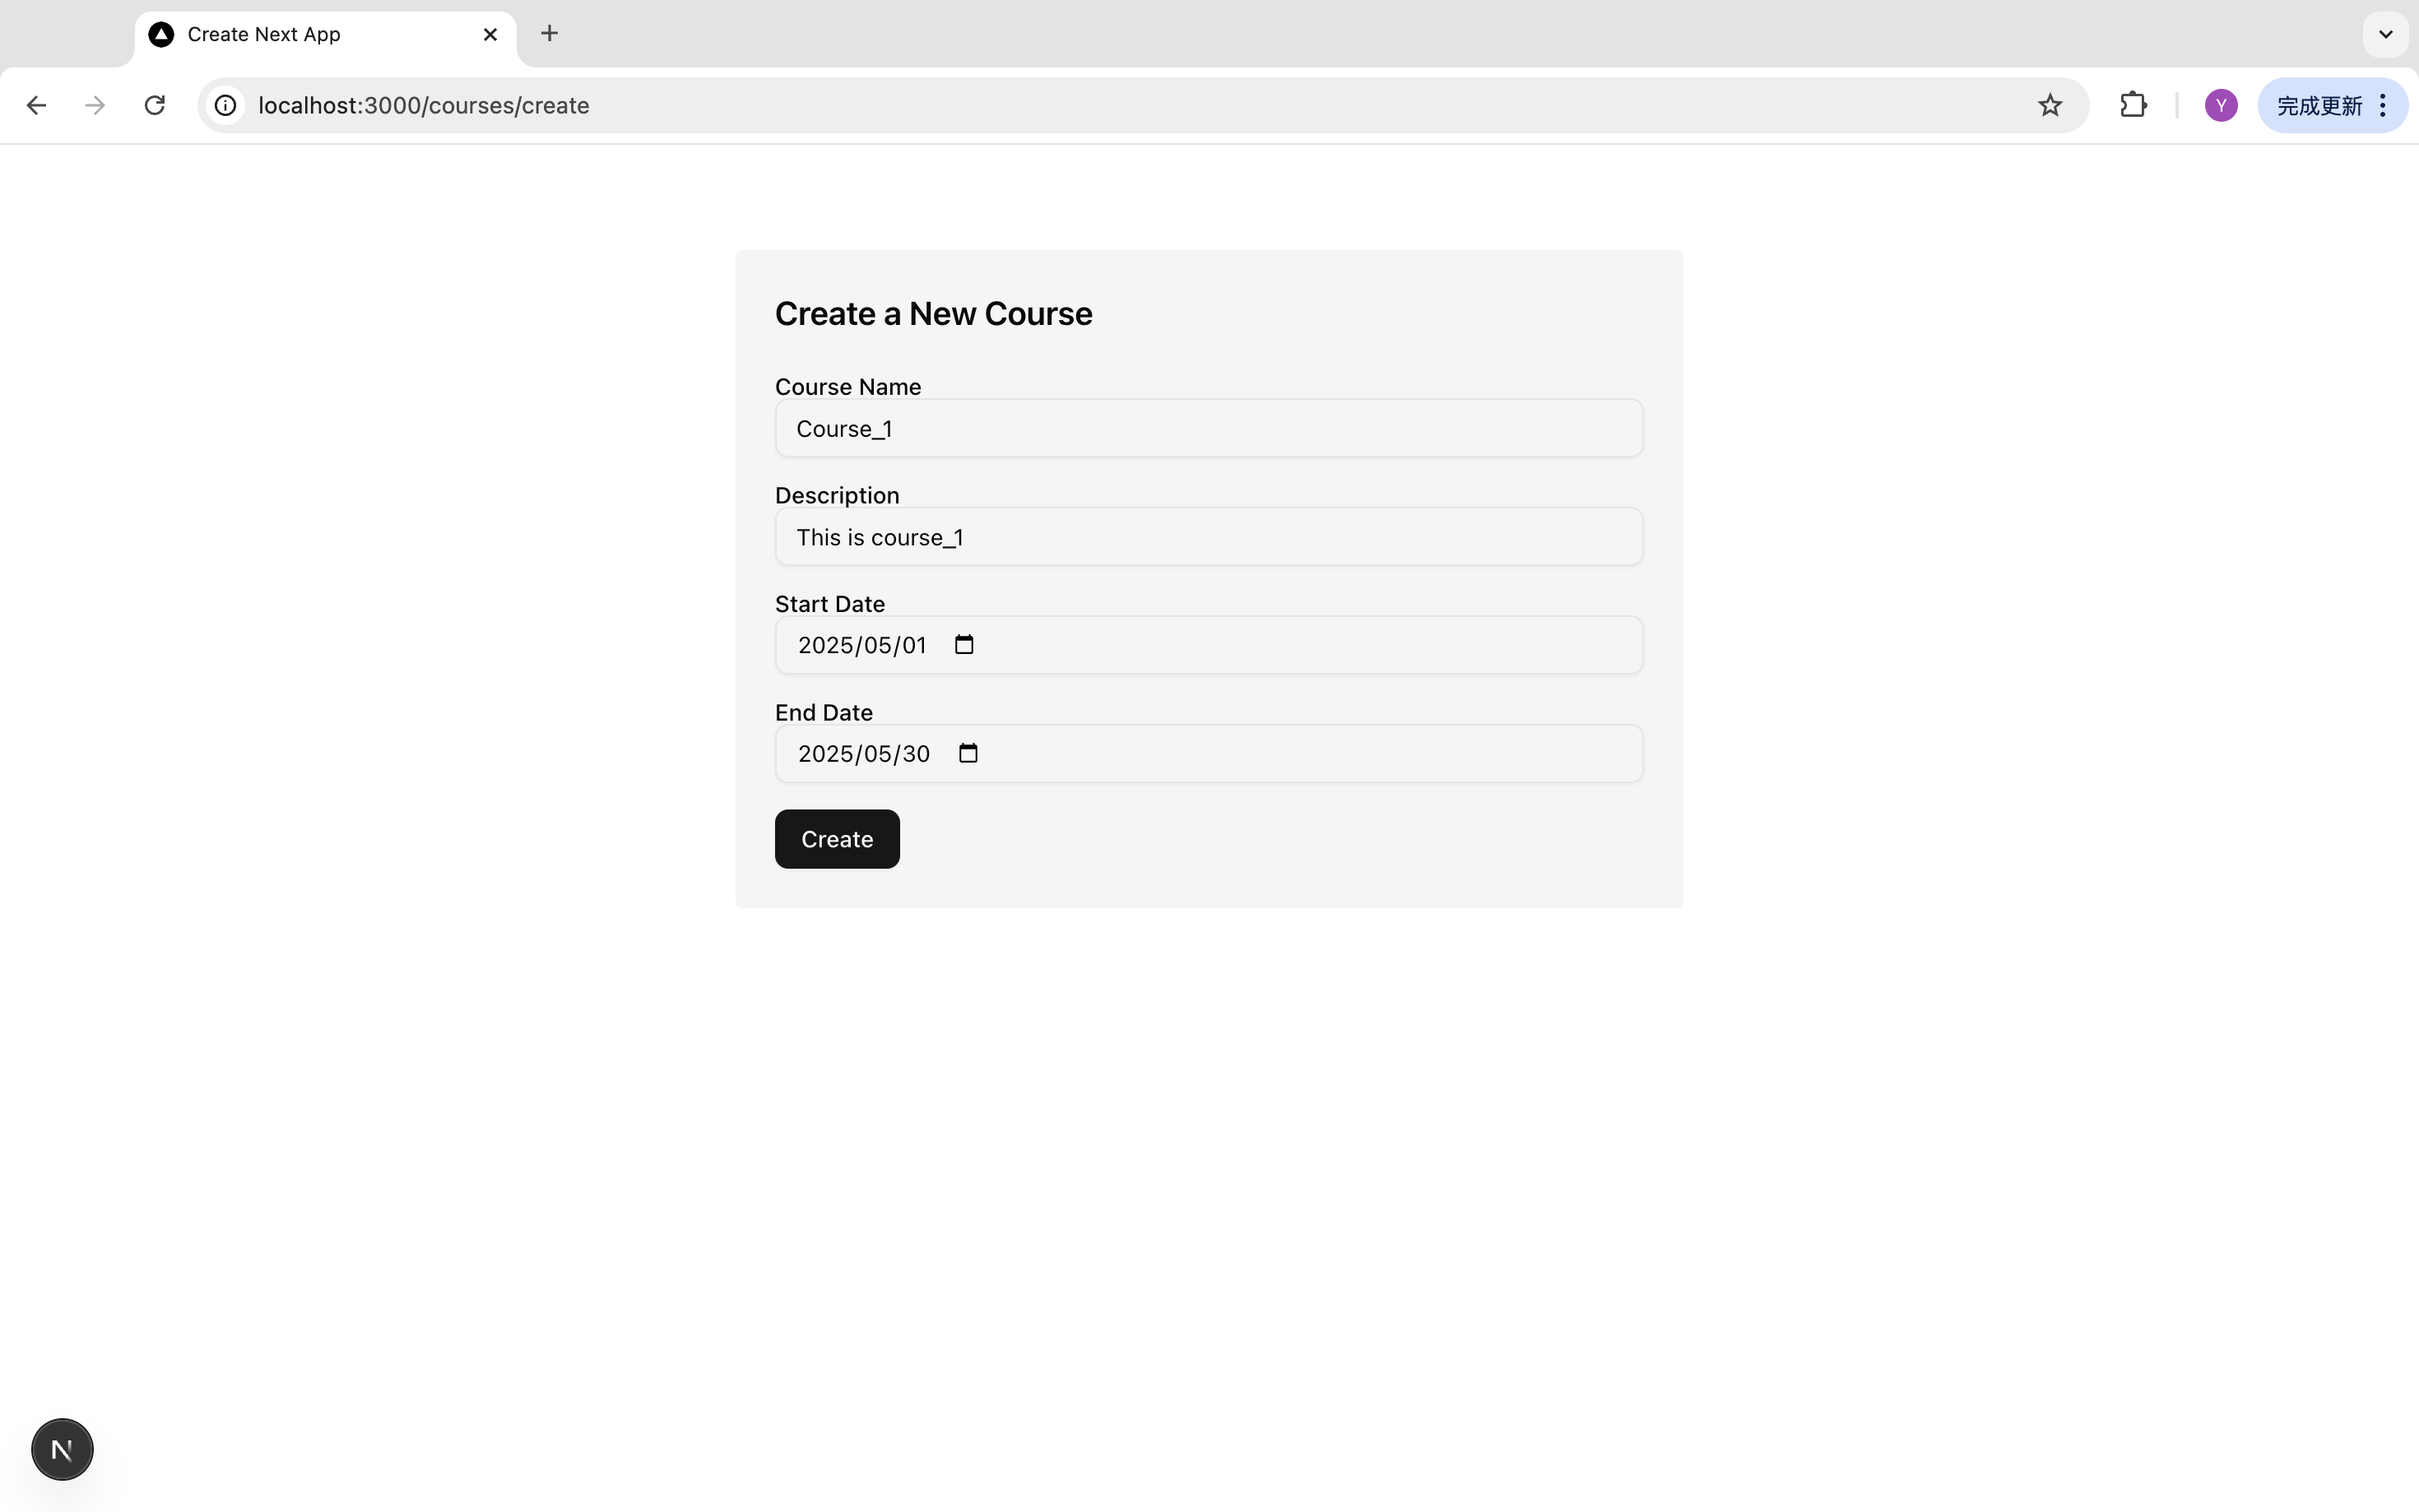 Create Next App
localhost:3000/courses/create
Y
完成更新
Create a New Course
Course Name
Course_1
Description
This is course_1
Start Date
2025/05/01
End Date
2025/05/30
Create
N